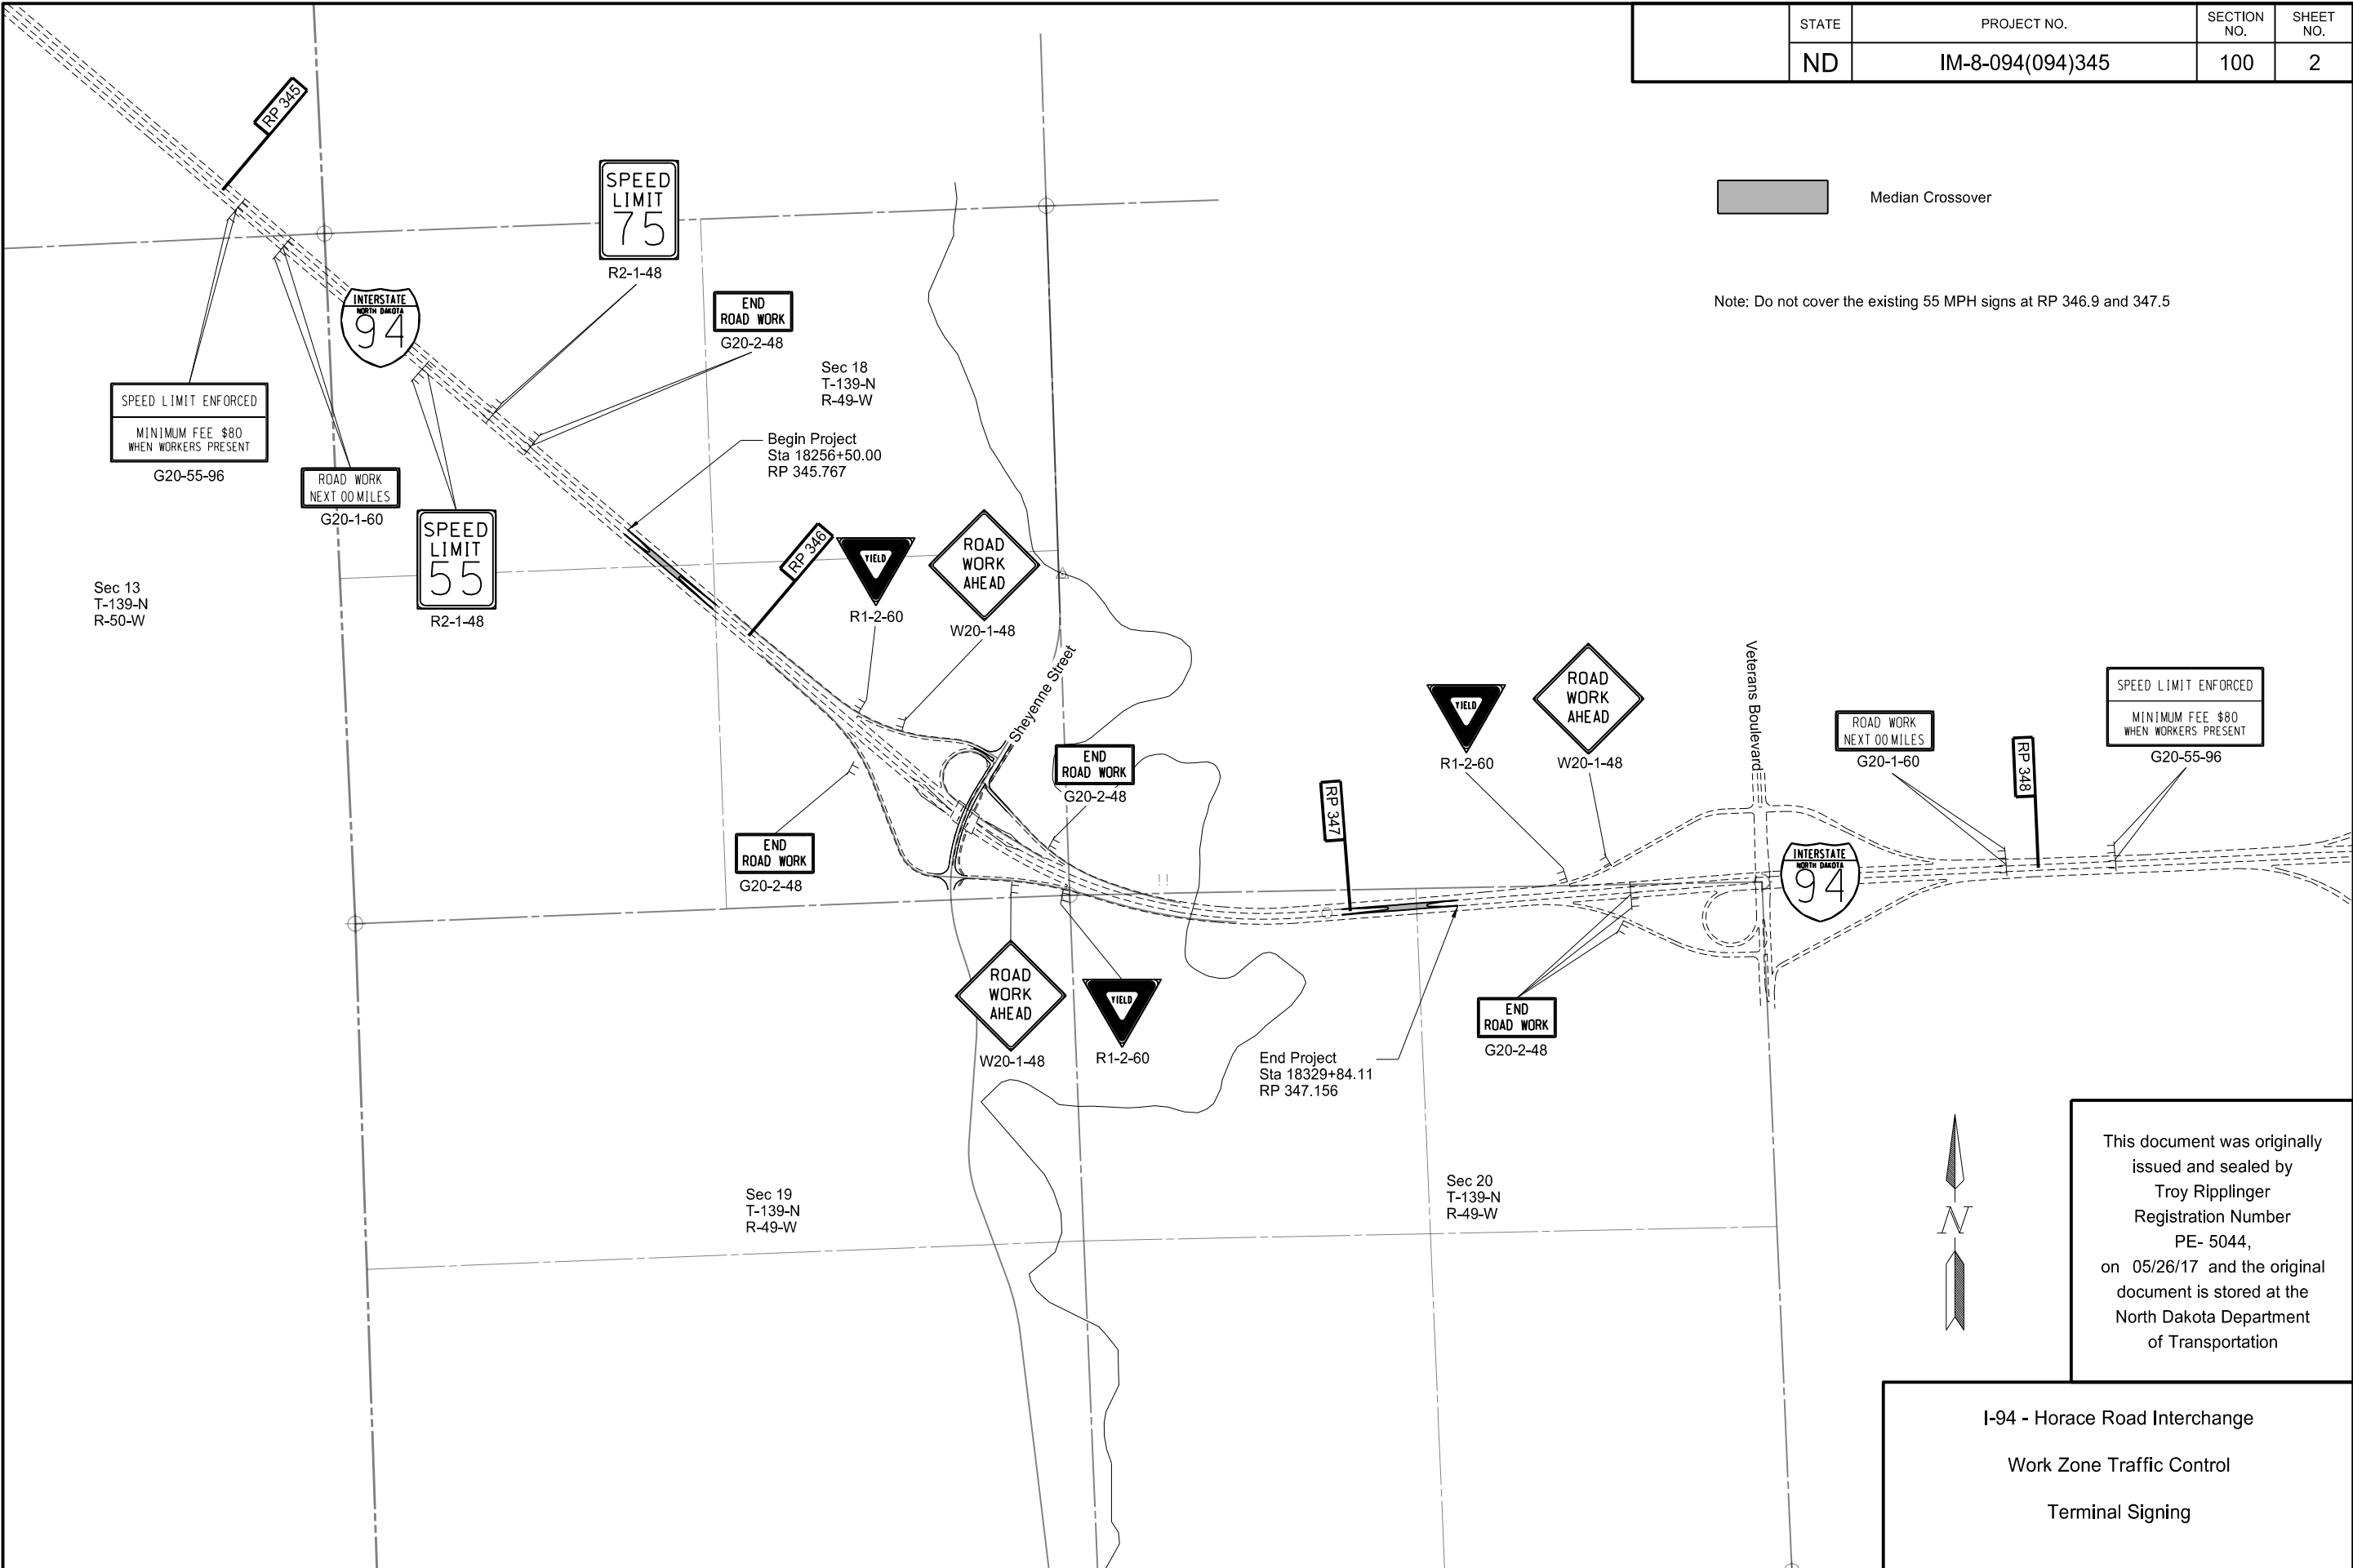 STATE
PROJECT NO.
SECTION
NO.
SHEET
NO.
ND
IM-8-094(094)345
100
2
RP 345
SPEED
LIMIT
75
R2-1-48
Median Crossover
Note: Do not cover the existing 55 MPH signs at RP 346.9 and 347.5
INTERSTATE
NORTH DAKOTA
94
END
ROAD WORK
G20-2-48
Sec 18
T-139-N
R-49-W
SPEED LIMIT ENFORCED
MINIMUM FEE $80
WHEN WORKERS PRESENT
G20-55-96
ROAD WORK
NEXT 00 MILES
G20-1-60
Begin Project
Sta 18256+50.00
RP 345.767
SPEED
LIMIT
55
R2-1-48
Sec 13
T-139-N
R-50-W
RP 346
YIELD
R1-2-60
ROAD
WORK
AHEAD
W20-1-48
Sheyenne Street
END
ROAD WORK
G20-2-48
END
ROAD WORK
G20-2-48
RP 347
YIELD
R1-2-60
ROAD
WORK
AHEAD
W20-1-48
Veterans Boulevard
ROAD WORK
NEXT 00 MILES
G20-1-60
RP 348
SPEED LIMIT ENFORCED
MINIMUM FEE $80
WHEN WORKERS PRESENT
G20-55-96
INTERSTATE
NORTH DAKOTA
94
ROAD
WORK
AHEAD
W20-1-48
YIELD
R1-2-60
END
ROAD WORK
G20-2-48
End Project
Sta 18329+84.11
RP 347.156
Sec 19
T-139-N
R-49-W
Sec 20
T-139-N
R-49-W
N
This document was originally
issued and sealed by
Troy Ripplinger
Registration Number
PE- 5044,
on 05/26/17 and the original
document is stored at the
North Dakota Department
of Transportation
I-94 - Horace Road Interchange
Work Zone Traffic Control
Terminal Signing